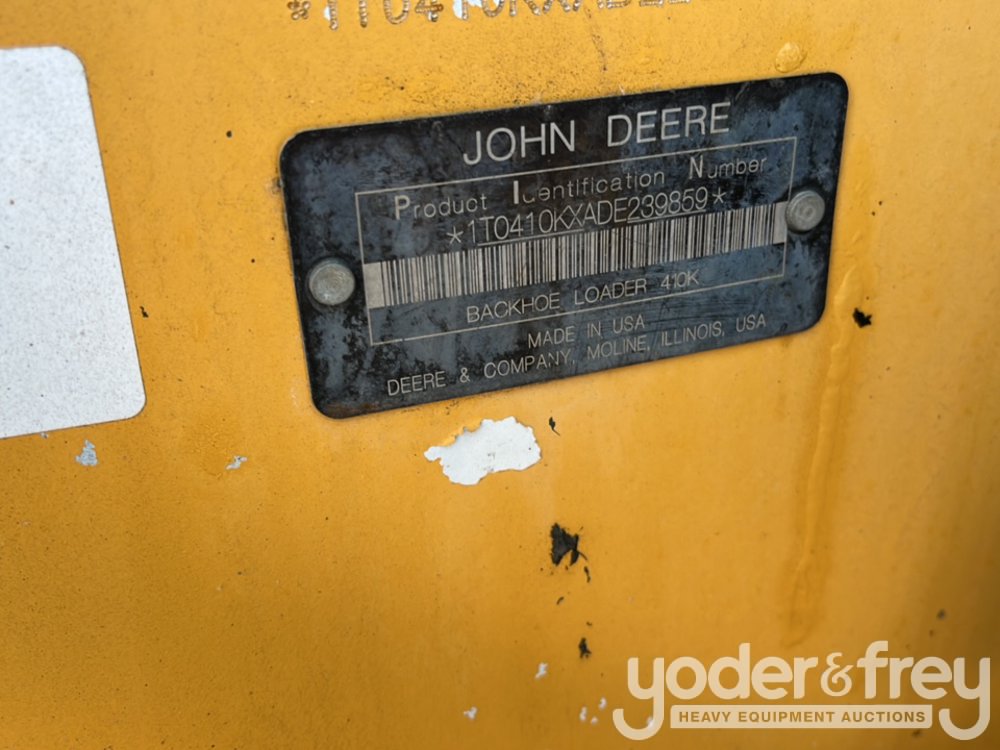 JOHN DEERE
Product Identification Number
*1T0410KXADE239859*
BACKHOE LOADER 410K
MADE IN USA
DEERE & COMPANY, MOLINE, ILLINOIS, USA
yoder&frey
HEAVY EQUIPMENT AUCTIONS